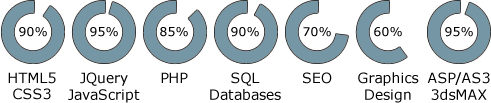 90% 95% 85% 90% 70% 60% 95%
HTML5 JQuery PHP SQL SEO Graphics ASP/AS3
CSS3 JavaScript Databases Design 3dsMAX